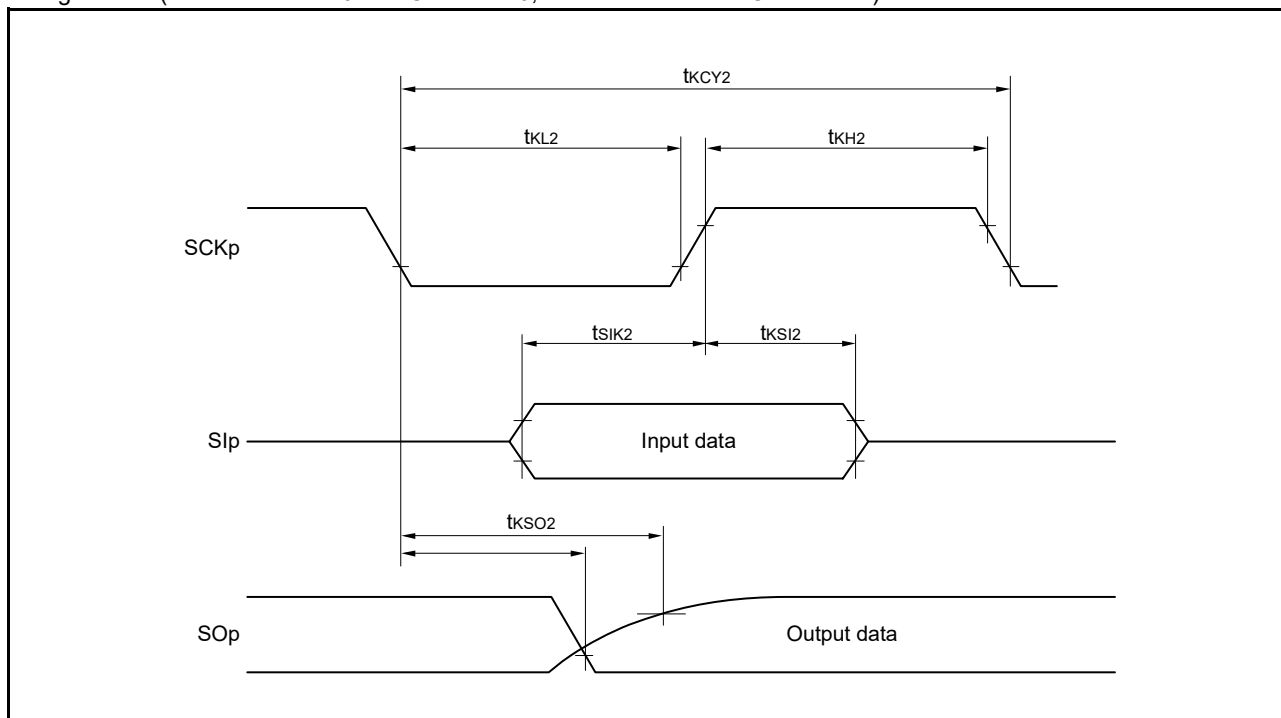 tKCY2
tKL2
tKH2
SCKp
tSIK2
tKSI2
SIp
Input data
tKSO2
SOp
Output data